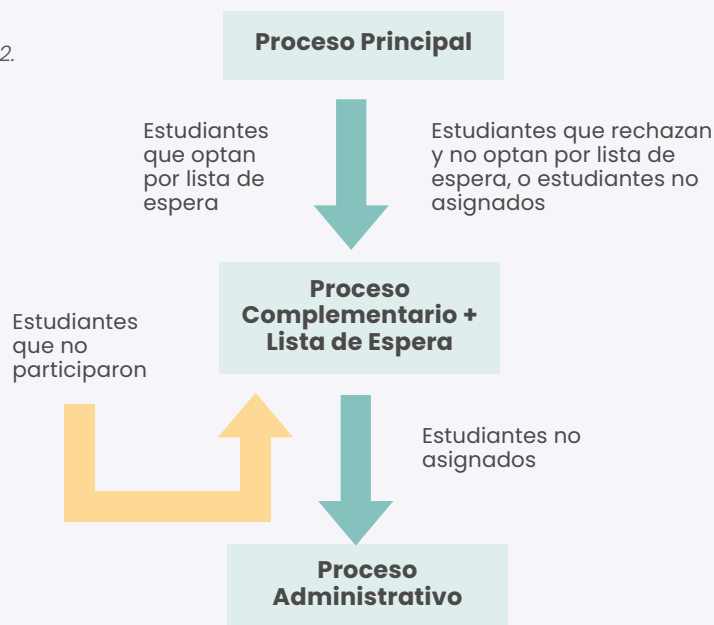 Proceso Principal
2.
Estudiantes
que optan
por lista de
espera
Estudiantes que rechazan
y no optan por lista de
espera, o estudiantes no
asignados
Proceso
Complementario +
Lista de Espera
Estudiantes
que no
participaron
Estudiantes no
asignados
Proceso
Administrativo